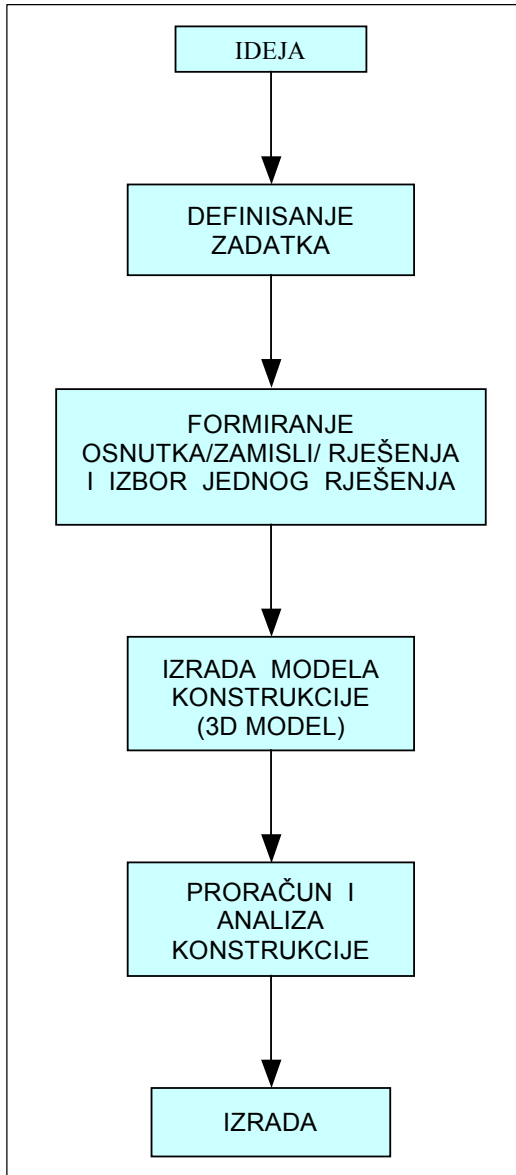 IDEJA
DEFINISANJE
ZADATKA
FORMIRANJE
OSNUTKA/ZAMISLI/ RJEŠENJA
I IZBOR JEDNOG RJEŠENJA
IZRADA MODELA
KONSTRUKCIJE
(3D MODEL)
PRORAČUN I
ANALIZA
KONSTRUKCIJE
IZRADA